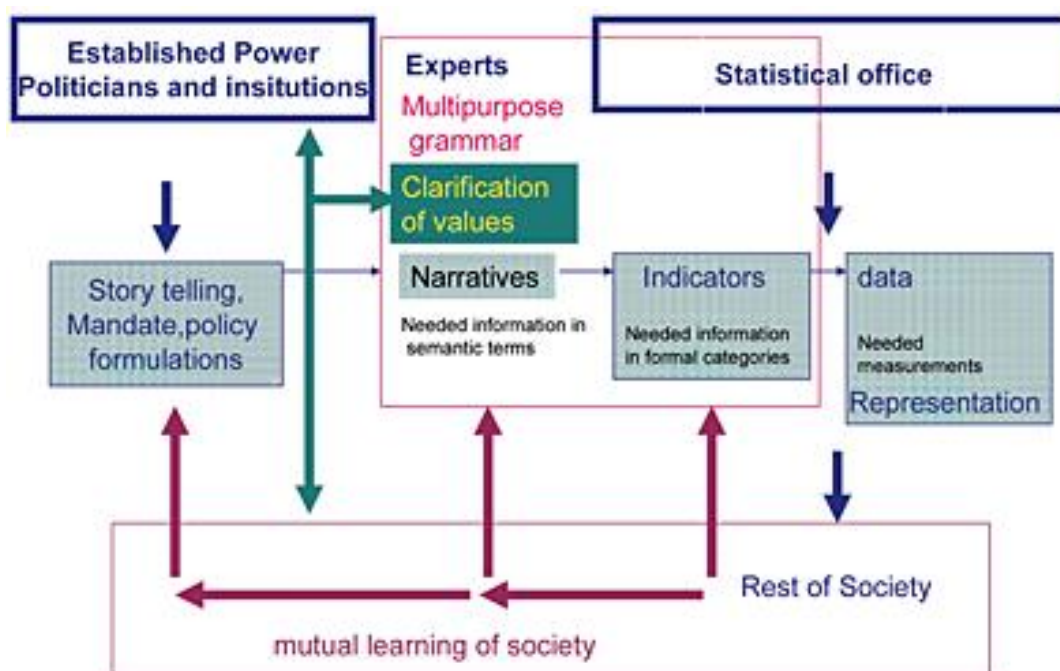 Established Power
Politicians and insitutions
Experts
Multipurpose
grammar
Statistical office
Clarification
of values
Story telling,
Mandate,policy
formulations
Narratives
Needed information in
semantic terms
Indicators
Needed information
in formal categories
data
Needed
measurements
Representation
Rest of Society
mutual learning of society